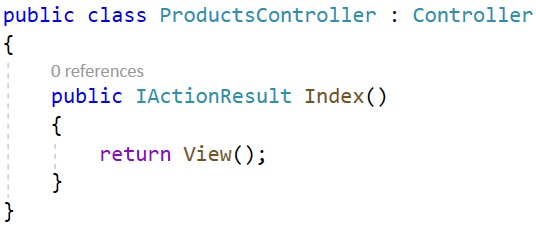 public class ProductsController : Controller
{
0 references
public IActionResult Index()
{
return View();
}
}